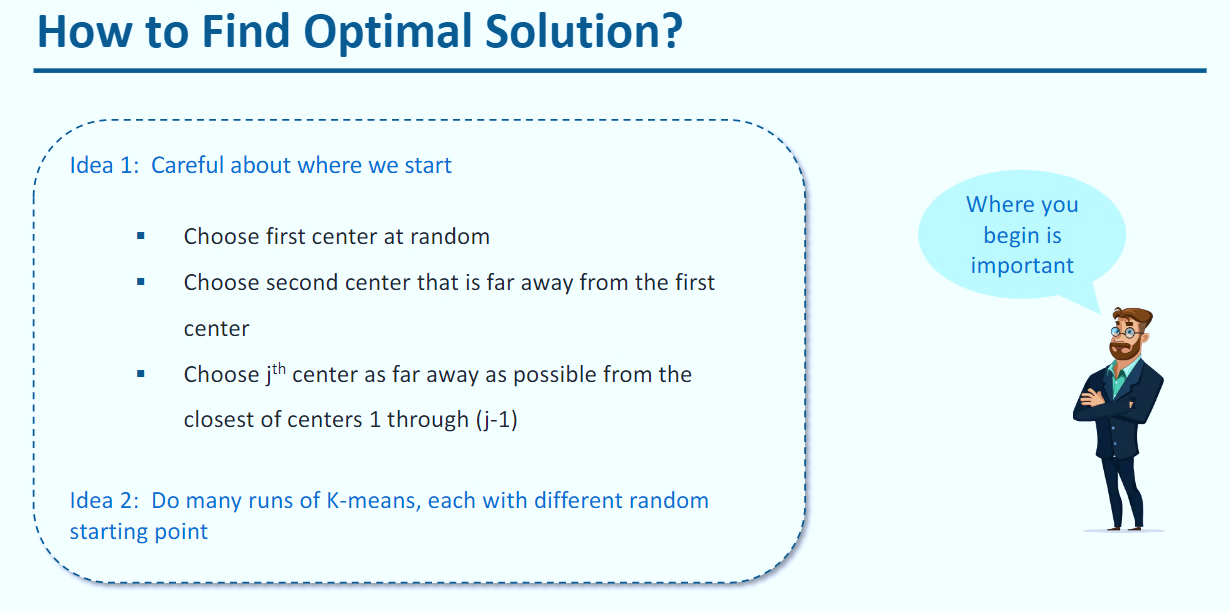 How to Find Optimal Solution?
Idea 1: Careful about where we start
▪ Choose first center at random
▪ Choose second center that is far away from the first
center
▪ Choose jth center as far away as possible from the
closest of centers 1 through (j-1)
Idea 2: Do many runs of K-means, each with different random
starting point
Where you
begin is
important